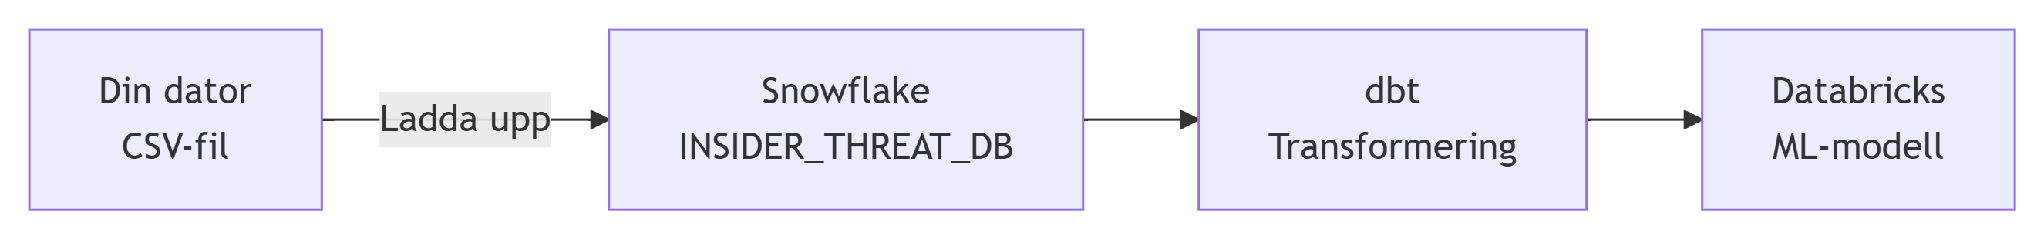 Din dator
CSV-fil
Ladda upp
Snowflake
INSIDER_THREAT_DB
dbt
Transformering
Databricks
ML-modell